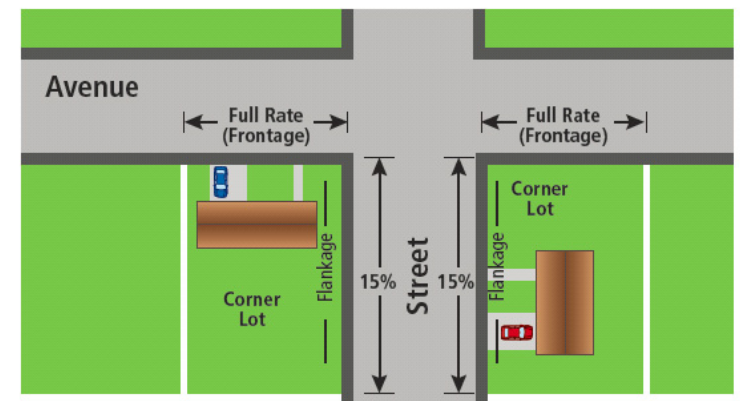 Avenue
Full Rate
(Frontage)
Full Rate
(Frontage)
Corner
Lot
Flankage
15%
Street
15%
Flankage
Corner
Lot